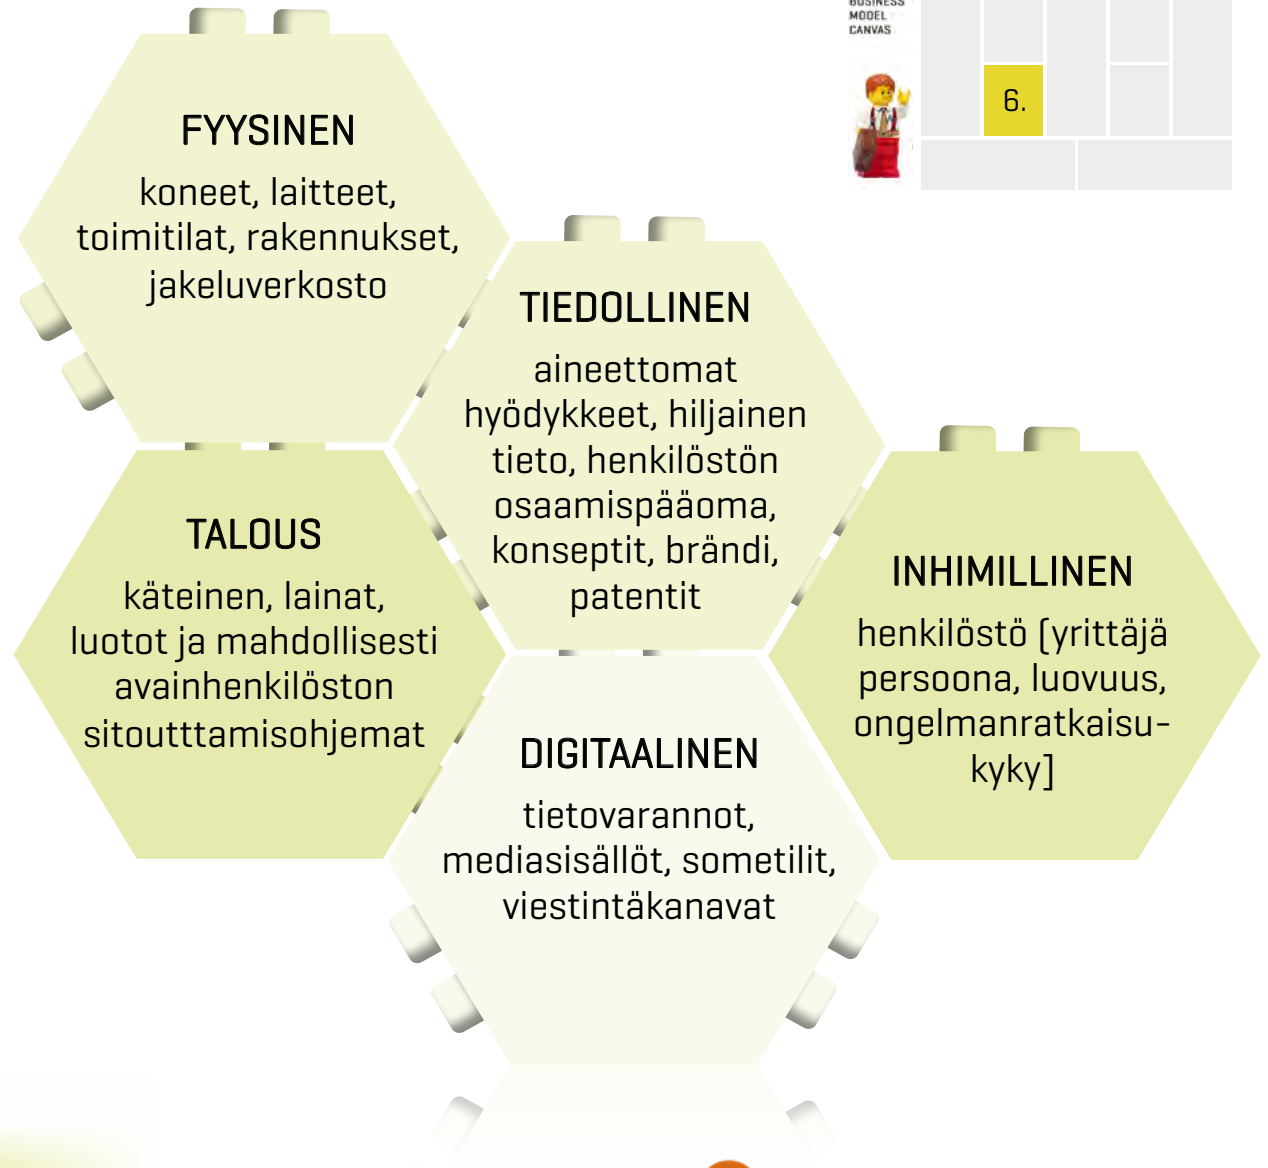 BUSINESS
MODEL
CANVAS
6.
FYYSINEN
koneet, laitteet,
toimitilat, rakennukset,
jakeluverkosto
TIEDOLLINEN
aineettomat
hyödykkeet, hiljainen
tieto, henkilöstön
osaamispääoma,
konseptit, brändi,
patentit
TALOUS
käteinen, lainat,
luotot ja mahdollisesti
avainhenkilöston
sitoutttamisohjemat
INHIMILLINEN
henkilöstö [yrittäjä
persoona, luovuus,
ongelmanratkaisu-
kyky]
DIGITAALINEN
tietovarannot,
mediasisällöt, sometilit,
viestintäkanavat